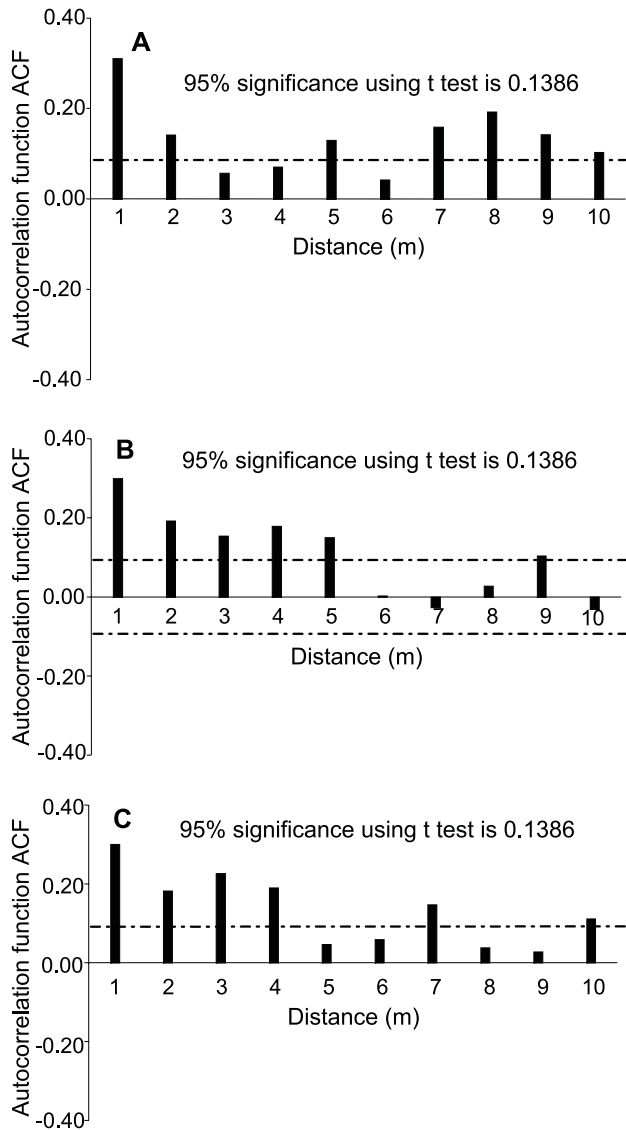 A
95% significance using t test is 0.1386
Autocorrelation function ACF
0.20
0.00
-0.20
-0.40
1 2 3 4 5 6 7 8 9 10
Distance (m)
B
95% significance using t test is 0.1386
Autocorrelation function ACF
0.40
0.20
0.00
-0.20
-0.40
1 2 3 4 5 6 7 8 9 10
Distance (m)
C
95% significance using t test is 0.1386
Autocorrelation function ACF
0.40
0.20
0.00
-0.20
-0.40
1 2 3 4 5 6 7 8 9 10
Distance (m)